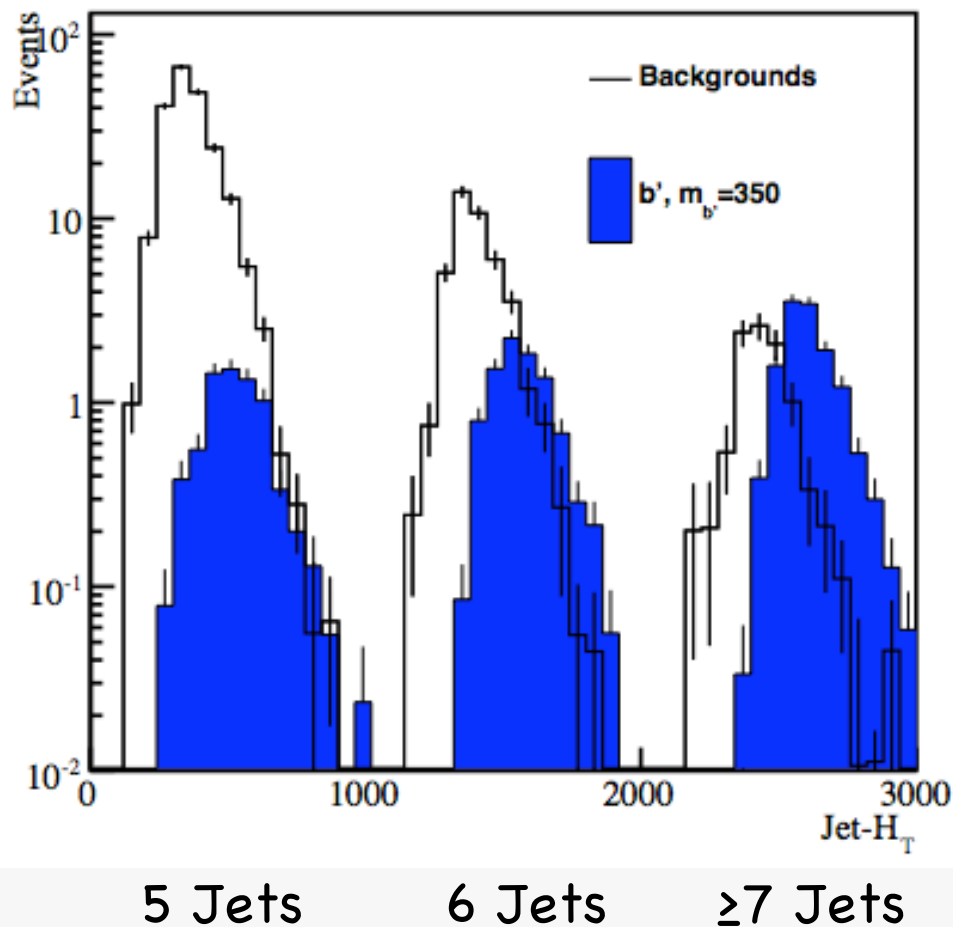 Events
10²
10
1
10⁻¹
10⁻²
Backgrounds
b', m_b'=350
0 1000 2000 3000
Jet-H_T
5 Jets 6 Jets ≥7 Jets